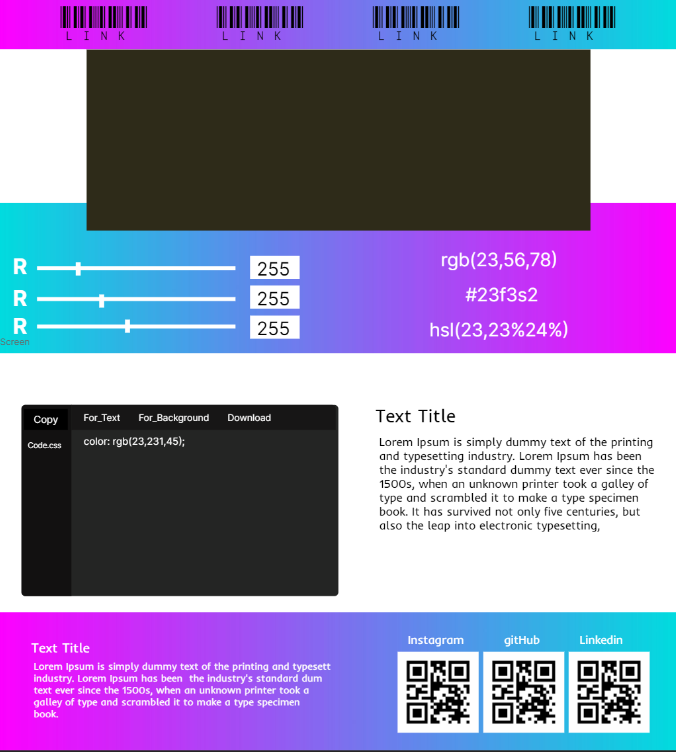 LINK LINK LINK LINK
R 255
R 255
R 255
Screen
rgb(23,56,78)
#23f3s2
hsl(23,23%24%)
Copy For_Text For_Background Download
Code.css
color: rgb(23,231,45);
Text Title
Lorem Ipsum is simply dummy text of the printing
and typesetting industry. Lorem Ipsum has been
the industry's standard dummy text ever since the
1500s, when an unknown printer took a galley of
type and scrambled it to make a type specimen
book. It has survived not only five centuries, but
also the leap into electronic typesetting,
Text Title
Lorem Ipsum is simply dummy text of the printing and typesett
industry. Lorem Ipsum has been the industry's standard dum
text ever since the 1500s, when an unknown printer took a
galley of type and scrambled it to make a type specimen
book.
Instagram gitHub Linkedin